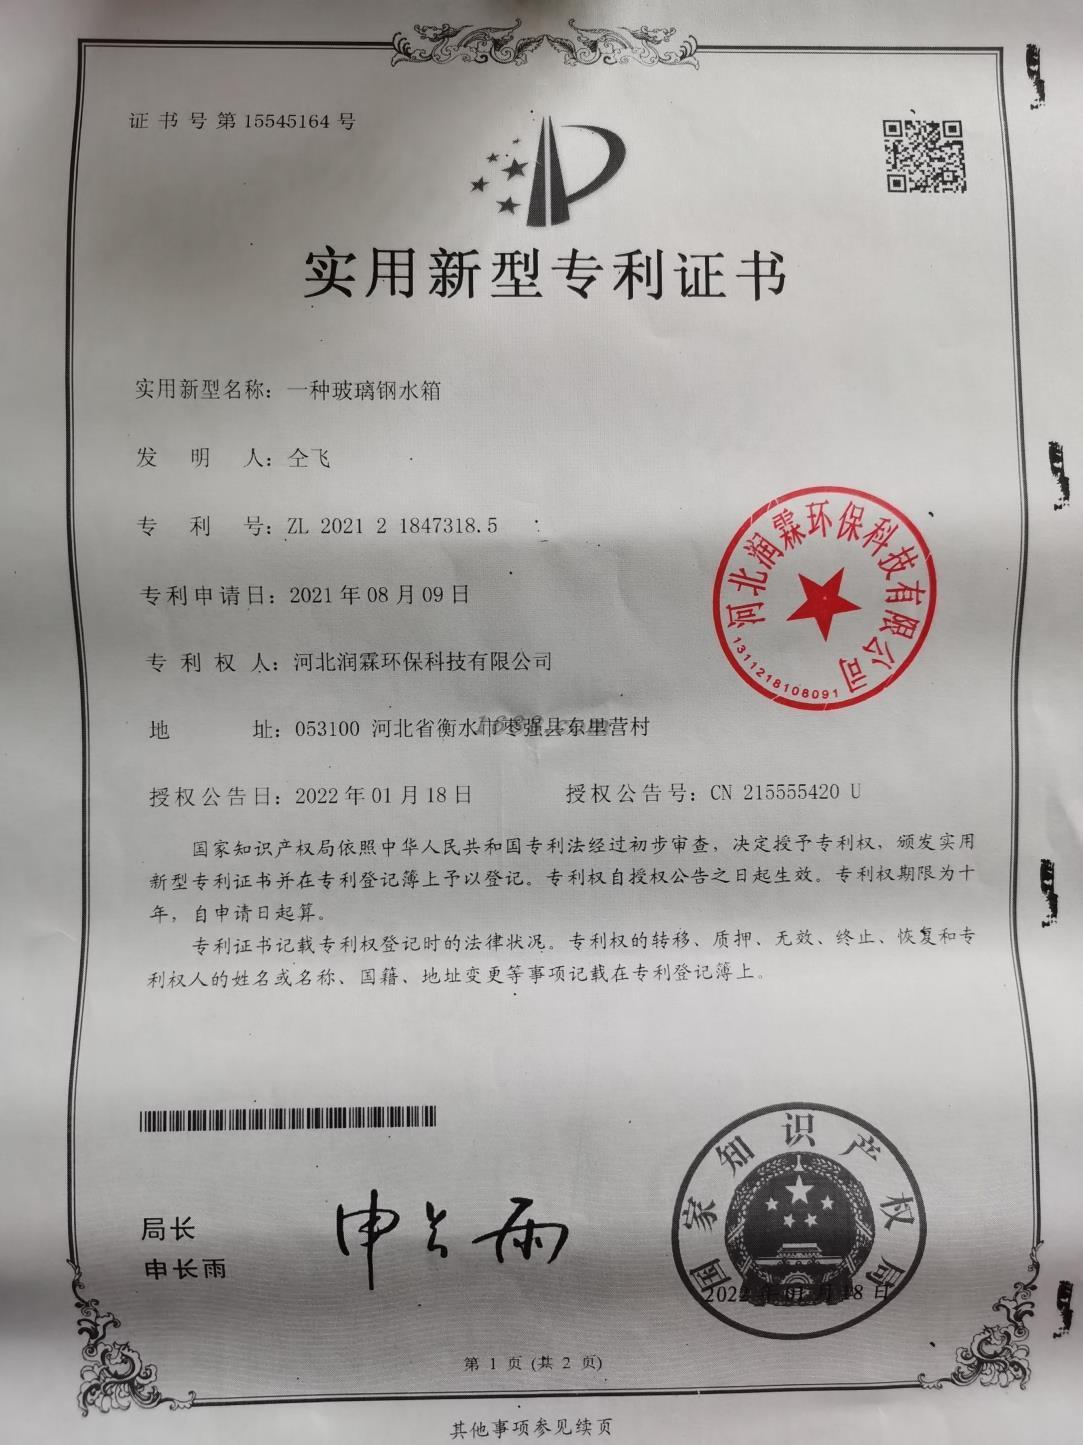 证书号第15545164号
实用新型专利证书
实用新型名称：一种玻璃钢水箱
发明人：仝飞
专利号：ZL 2021 2 1847318.5
专利申请日：2021年08月09日
专利权人：河北润霖环保科技有限公司
地址：053100 河北省衡水市枣强县东里营村
授权公告日：2022年01月18日 授权公告号：CN 215555420 U
国家知识产权局依照中华人民共和国专利法经过初步审查，决定授予专利权，颁发实用
新型专利证书并在专利登记簿上予以登记。专利权自授权公告之日起生效。专利权期限为十
年，自申请日起算。
专利证书记载专利权登记时的法律状况。专利权的转移、质押、无效、终止、恢复和专
利权人的姓名或名称、国籍、地址变更等事项记载在专利登记簿上。
河北润霖环保科技有限公司
1311218108091
局长
申长雨
申长雨
国家知识产权局
2022年01月18日
第 1 页 (共 2 页)
其他事项参见续页